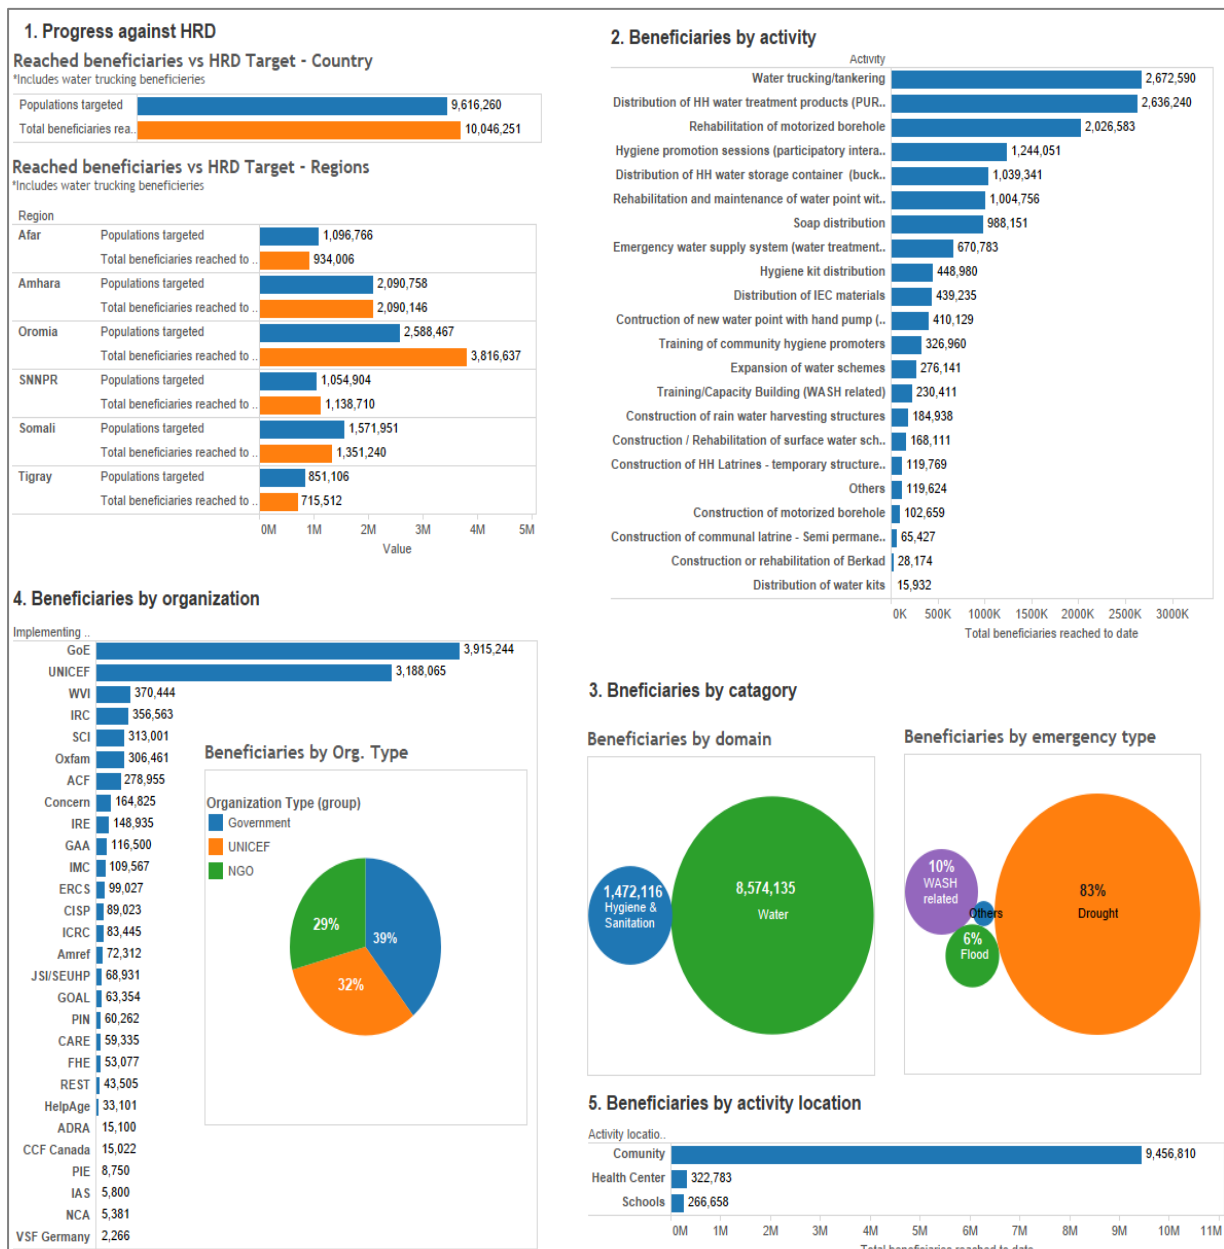 1. Progress against HRD
Reached beneficiaries vs HRD Target - Country
*Includes water trucking beneficieries
Populations targeted 9,616,260
Total beneficiaries rea.. 10,046,251
Reached beneficiaries vs HRD Target - Regions
*Includes water trucking beneficieries
Region
Afar Populations targeted 1,096,766
Total beneficiaries reached to .. 934,006
Amhara Populations targeted 2,090,758
Total beneficiaries reached to .. 2,090,146
Oromia Populations targeted 2,588,467
Total beneficiaries reached to .. 3,816,637
SNNPR Populations targeted 1,054,904
Total beneficiaries reached to .. 1,138,710
Somali Populations targeted 1,571,951
Total beneficiaries reached to .. 1,351,240
Tigray Populations targeted 851,106
Total beneficiaries reached to .. 715,512
0M 1M 2M 3M 4M 5M
Value
2. Beneficiaries by activity
Activity
Water trucking/tankering 2,672,590
Distribution of HH water treatment products (PUR.. 2,636,240
Rehabilitation of motorized borehole 2,026,583
Hygiene promotion sessions (participatory intera.. 1,244,051
Distribution of HH water storage container (buck.. 1,039,341
Rehabilitation and maintenance of water point wit.. 1,004,756
Soap distribution 988,151
Emergency water supply system (water treatment.. 670,783
Hygiene kit distribution 448,980
Distribution of IEC materials 439,235
Contruction of new water point with hand pump (.. 410,129
Training of community hygiene promoters 326,960
Expansion of water schemes 276,141
Training/Capacity Building (WASH related) 230,411
Construction of rain water harvesting structures 184,938
Construction / Rehabilitation of surface water sch.. 168,111
Construction of HH Latrines - temporary structure.. 119,769
Others 119,624
Construction of motorized borehole 102,659
Construction of communal latrine - Semi permane.. 65,427
Construction or rehabilitation of Berkad 28,174
Distribution of water kits 15,932
0K 500K 1000K 1500K 2000K 2500K 3000K
Total beneficiaries reached to date
4. Beneficiaries by organization
Implementing ..
GoE 3,915,244
UNICEF 3,188,065
WVI 370,444
IRC 356,563
SCI 313,001
Oxfam 306,461
ACF 278,955
Concern 164,825
IRE 148,935
GAA 116,500
IMC 109,567
ERCS 99,027
CISP 89,023
ICRC 83,445
Amref 72,312
JSI/SEUHP 68,931
GOAL 63,354
PIN 60,262
CARE 59,335
FHE 53,077
REST 43,505
HelpAge 33,101
ADRA 15,100
CCF Canada 15,022
PIE 8,750
IAS 5,800
NCA 5,381
VSF Germany 2,266
Beneficiaries by Org. Type
Organization Type (group)
Government
UNICEF
NGO
29%
39%
32%
3. Bneficiaries by catagory
Beneficiaries by domain
1,472,116
Hygiene &
Sanitation
8,574,135
Water
Beneficiaries by emergency type
10%
WASH
related
Others
6%
Flood
83%
Drought
5. Beneficiaries by activity location
Activity locatio..
Comunity 9,456,810
Health Center 322,783
Schools 266,658
0M 1M 2M 3M 4M 5M 6M 7M 8M 9M 10M 11M
Total beneficiaries reached to date